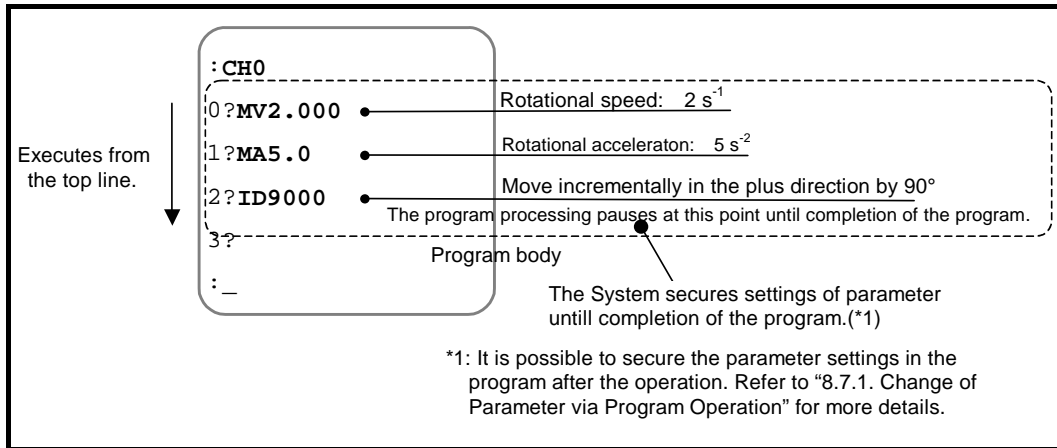 :CH0
0?MV2.000
Rotational speed: 2 s-1
1?MA5.0
Rotational acceleraton: 5 s-2
Executes from
the top line.
2?ID9000
Move incrementally in the plus direction by 90°
The program processing pauses at this point until completion of the program.
3?
Program body
:_
The System secures settings of parameter
untill completion of the program.(*1)
*1: It is possible to secure the parameter settings in the
program after the operation. Refer to “8.7.1. Change of
Parameter via Program Operation” for more details.